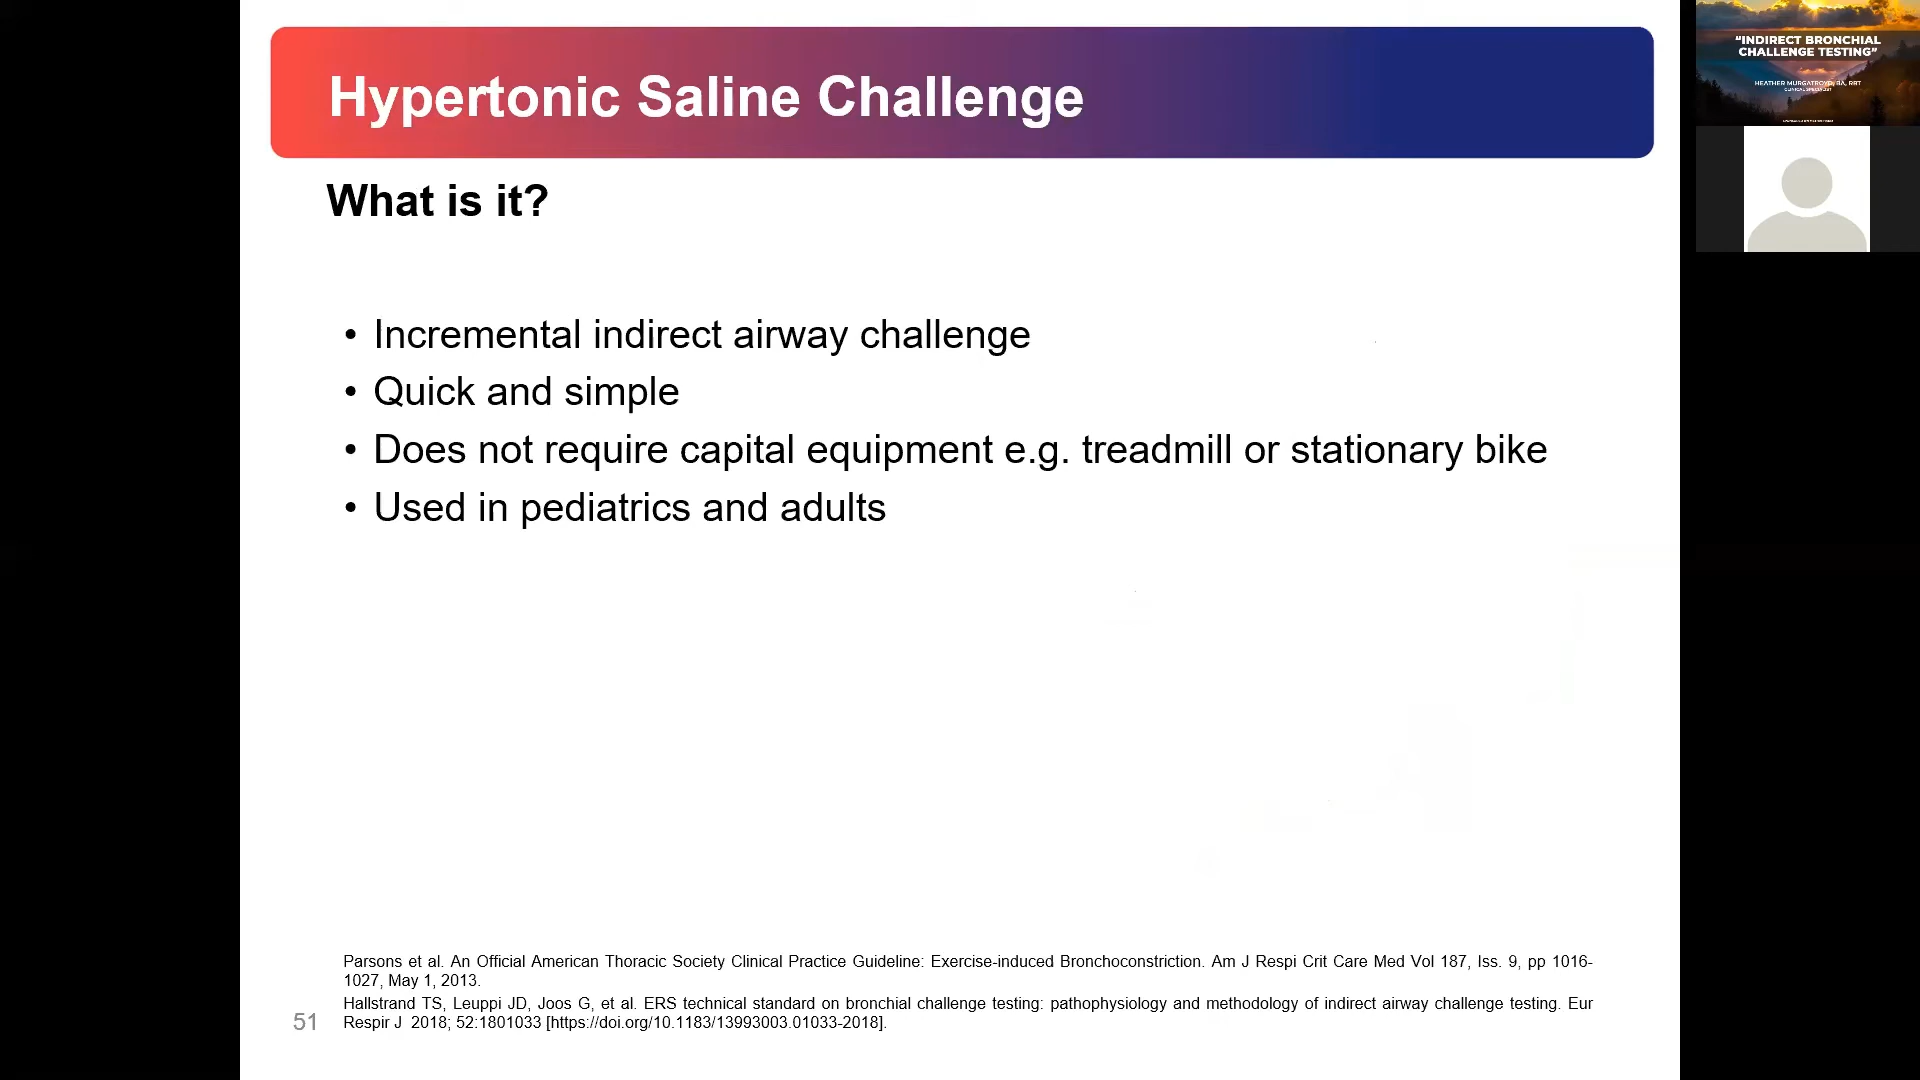 Hypertonic Saline Challenge
What is it?
• Incremental indirect airway challenge
• Quick and simple
• Does not require capital equipment e.g. treadmill or stationary bike
• Used in pediatrics and adults
Parsons et al. An Official American Thoracic Society Clinical Practice Guideline: Exercise-induced Bronchoconstriction. Am J Respi Crit Care Med Vol 187, Iss. 9, pp 1016-
1027, May 1, 2013.
Hallstrand TS, Leuppi JD, Joos G, et al. ERS technical standard on bronchial challenge testing: pathophysiology and methodology of indirect airway challenge testing. Eur
Respir J 2018; 52:1801033 [https://doi.org/10.1183/13993003.01033-2018].
51
"INDIRECT BRONCHIAL
CHALLENGE TESTING"
HEATHER MURGATROYD, BA, RRT
CLINICAL SPECIALIST